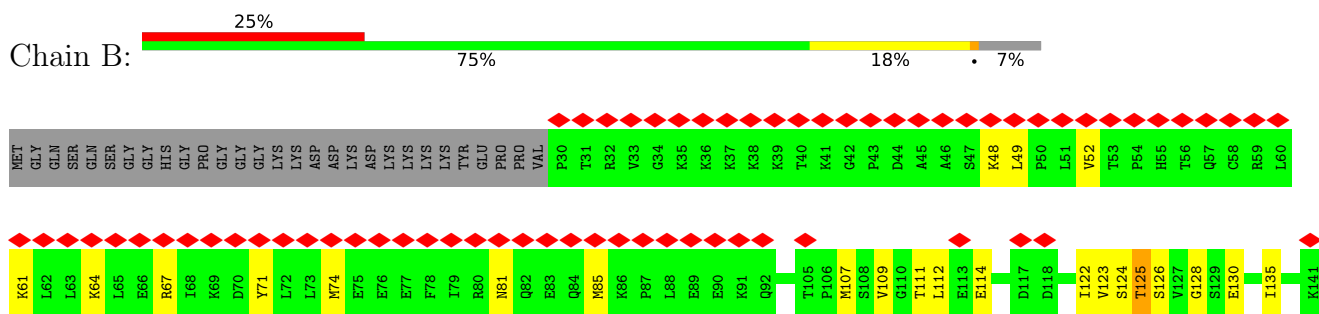 25%
Chain B:
75% 18% • 7%
MET GLY GLN SER GLN SER GLY GLY HIS GLY PRO GLY GLY GLY LYS LYS ASP ASP LYS ASP LYS LYS LYS LYS TYR GLU PRO PRO VAL P30 T31 R32 V33 G34 K35 K36 K37 K38 K39 T40 K41 G42 P43 D44 A45 A46 S47 K48 L49 P50 L51 V52 T53 P54 H55 T56 Q57 C58 R59 L60
K61 L62 L63 K64 L65 E66 R67 I68 K69 D70 Y71 L72 L73 M74 E75 E76 E77 F78 I79 R80 N81 Q82 E83 Q84 M85 K86 P87 L88 E89 E90 K91 Q92 T105 P106 M107 S108 V109 G110 T111 L112 E113 E114 D117 D118 I122 V123 S124 T125 S126 V127 G128 S129 E130 I135 K141